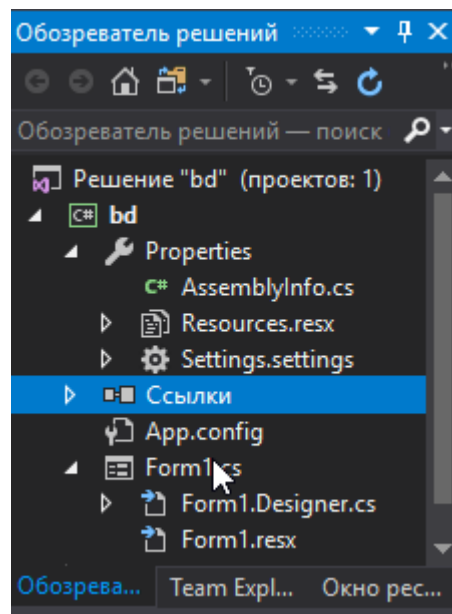 Обозреватель решений
Обозреватель решений — поиск
Решение "bd" (проектов: 1)
C# bd
Properties
C# AssemblyInfo.cs
Resources.resx
Settings.settings
Ссылки
App.config
Form1.cs
Form1.Designer.cs
Form1.resx
Обозрева... Team Expl... Окно рес...